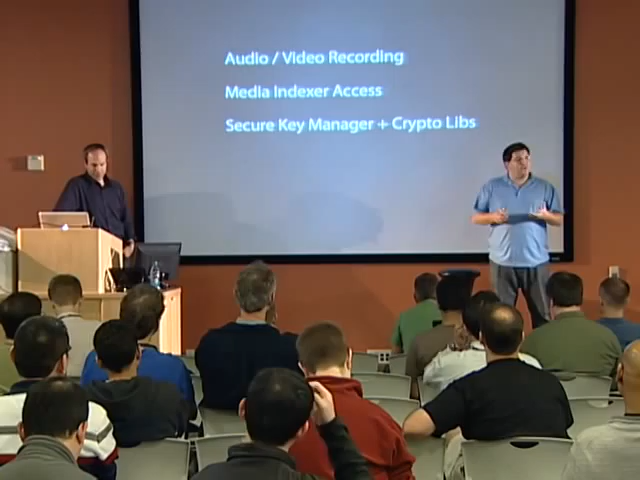 Audio / Video Recording
Media Indexer Access
Secure Key Manager + Crypto Libs